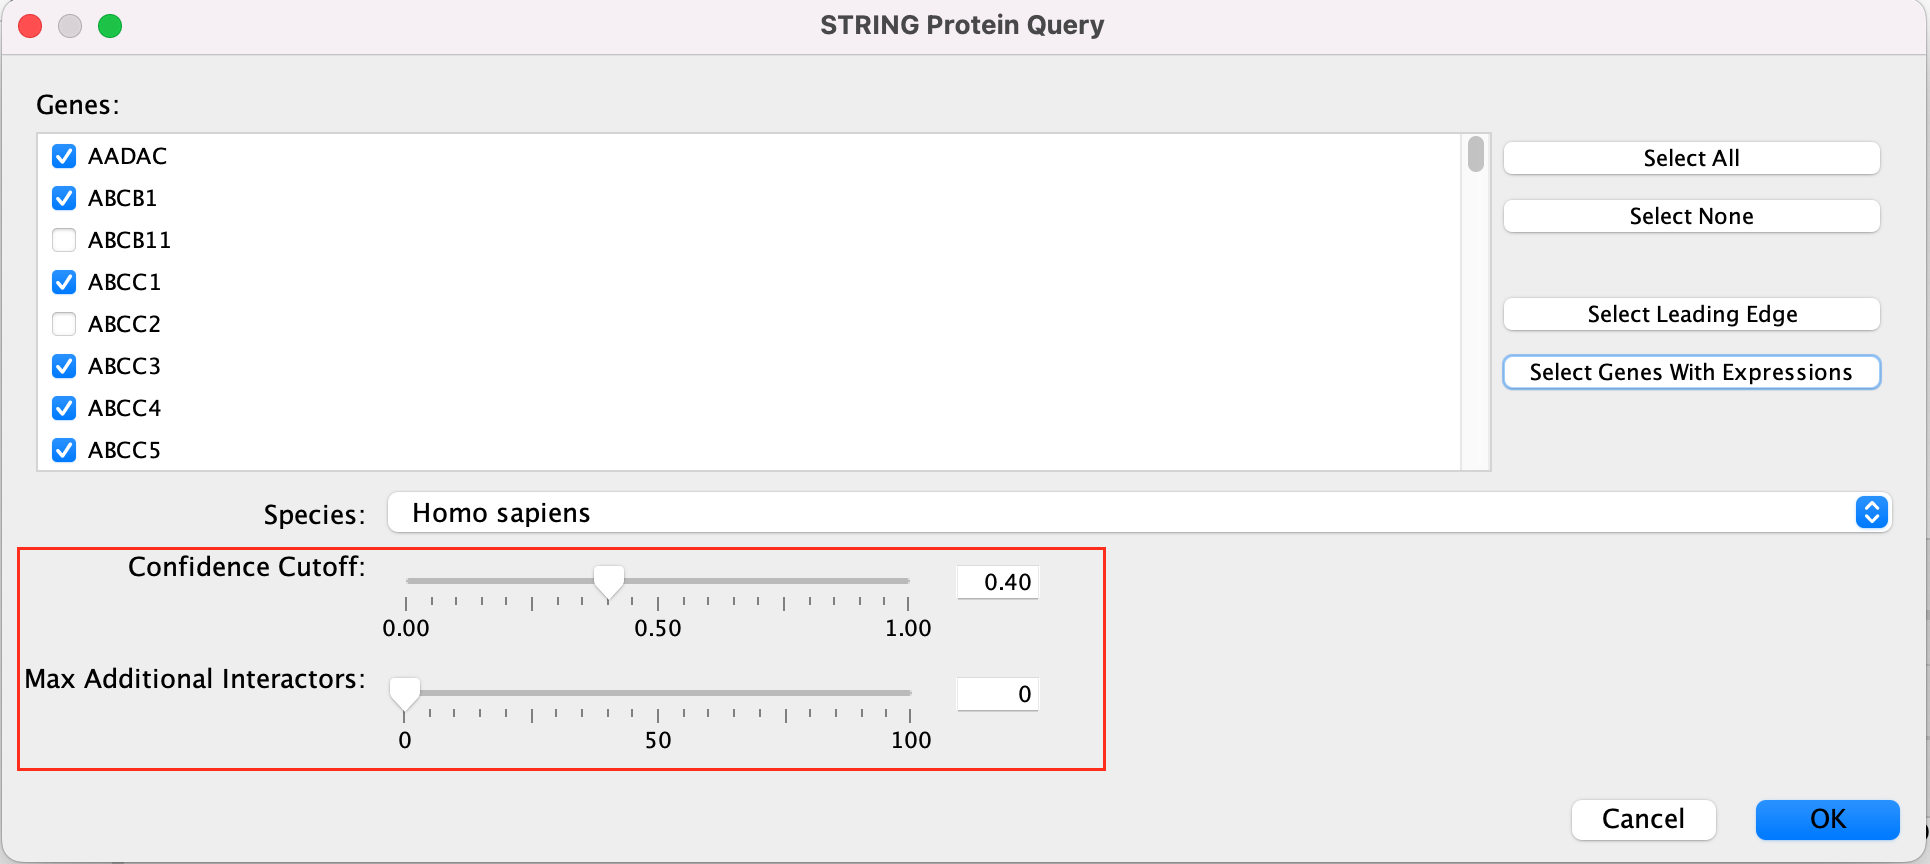 STRING Protein Query
Genes:
AADAC
ABCB1
ABCB11
ABCC1
ABCC2
ABCC3
ABCC4
ABCC5
Select All
Select None
Select Leading Edge
Select Genes With Expressions
Species: Homo sapiens
Confidence Cutoff: 0.40
0.00 0.50 1.00
Max Additional Interactors: 0
0 50 100
Cancel OK